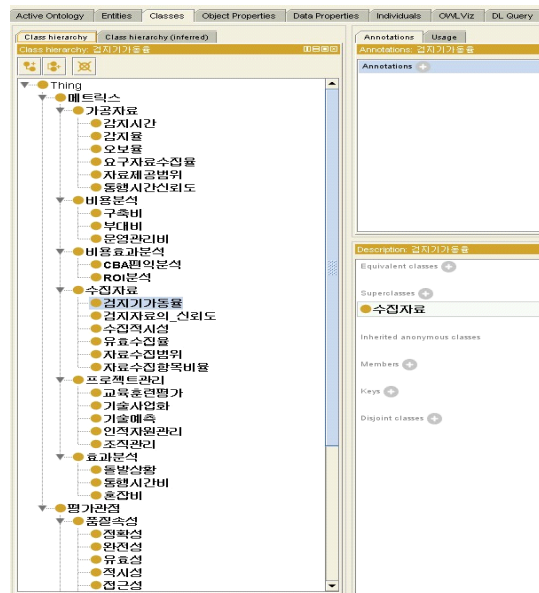 Active Ontology Entities Classes Object Properties Data Properties Individuals OWLViz DL Query
Class hierarchy Class hierarchy (inferred)
Class hierarchy: 검지기가동율
Thing
메트릭스
가공자료
감지시간
감지율
오보율
요구자료수집율
자료제공범위
통행시간신뢰도
비용분석
구축비
부대비
운영관리비
비용효과분석
CBA편익분석
ROI분석
수집자료
검지기가동율
검지자료의_신뢰도
수집적시성
유효수집율
자료수집범위
자료수집항목비율
프로젝트관리
교육훈련평가
기술사업화
기술예측
인적자원관리
조직관리
효과분석
돌발상황
통행시간비
혼잡비
평가관점
품질속성
정확성
완전성
유효성
적시성
접근성
Annotations Usage
Annotations: 검지기가동율
Annotations
Description: 검지기가동율
Equivalent classes
Superclasses
수집자료
Inherited anonymous classes
Members
Keys
Disjoint classes